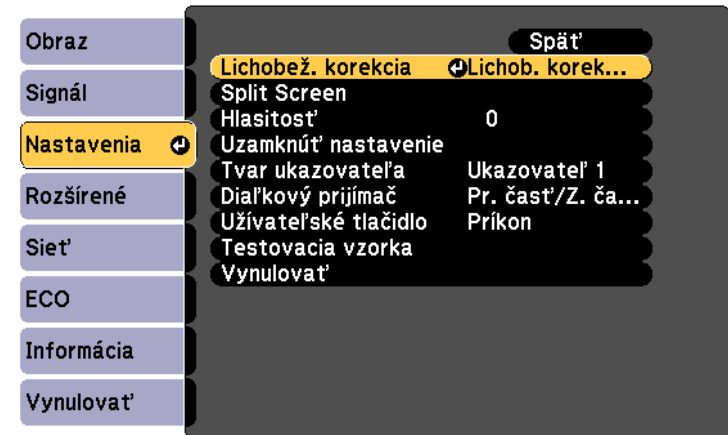 Obraz
Signál
Nastavenia
Rozšírené
Sieť
ECO
Informácia
Vynulovať
Späť
Lichobež. korekcia Lichob. korek...
Split Screen
Hlasitosť 0
Uzamknúť nastavenie
Tvar ukazovateľa Ukazovateľ 1
Diaľkový prijímač Pr. časť/Z. ča...
Užívateľské tlačidlo Príkon
Testovacia vzorka
Vynulovať